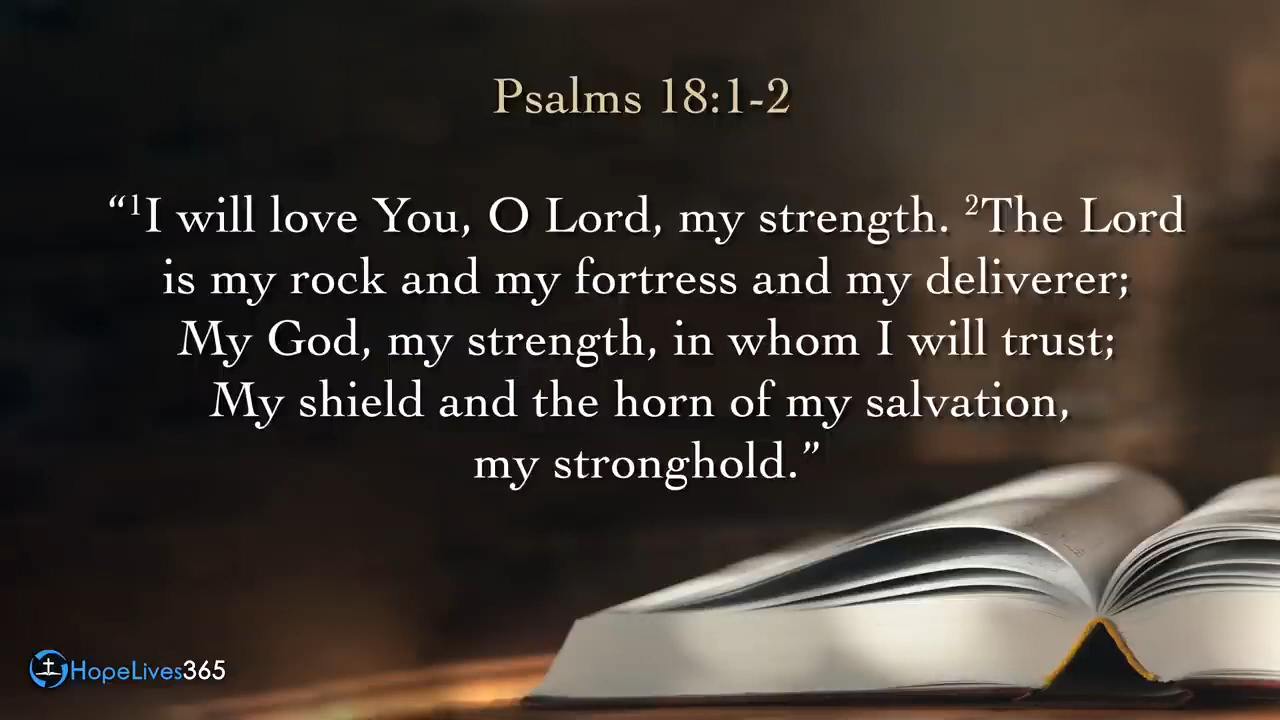 Psalms 18:1-2
“¹I will love You, O Lord, my strength. ²The Lord
is my rock and my fortress and my deliverer;
My God, my strength, in whom I will trust;
My shield and the horn of my salvation,
my stronghold.”
HopeLives365